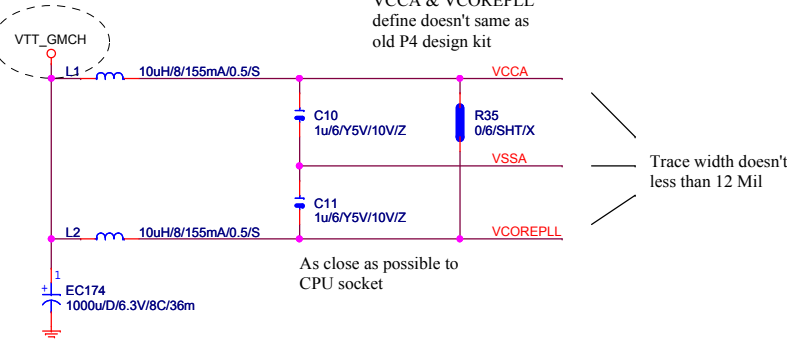 VCCA & VCOREPLL
define doesn't same as
old P4 design kit
VTT_GMCH
L1
10uH/8/155mA/0.5/S
VCCA
C10
1u/6/Y5V/10V/Z
R35
0/6/SHT/X
VSSA
Trace width doesn't
less than 12 Mil
C11
1u/6/Y5V/10V/Z
L2
10uH/8/155mA/0.5/S
VCOREPLL
As close as possible to
CPU socket
1
+
EC174
1000u/D/6.3V/8C/36m